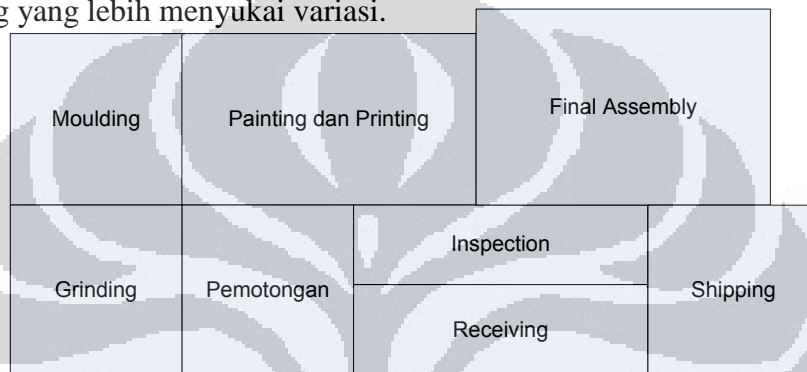 yang lebih menyukai variasi.
Moulding
Painting dan Printing
Final Assembly
Grinding
Pemotongan
Inspection
Receiving
Shipping